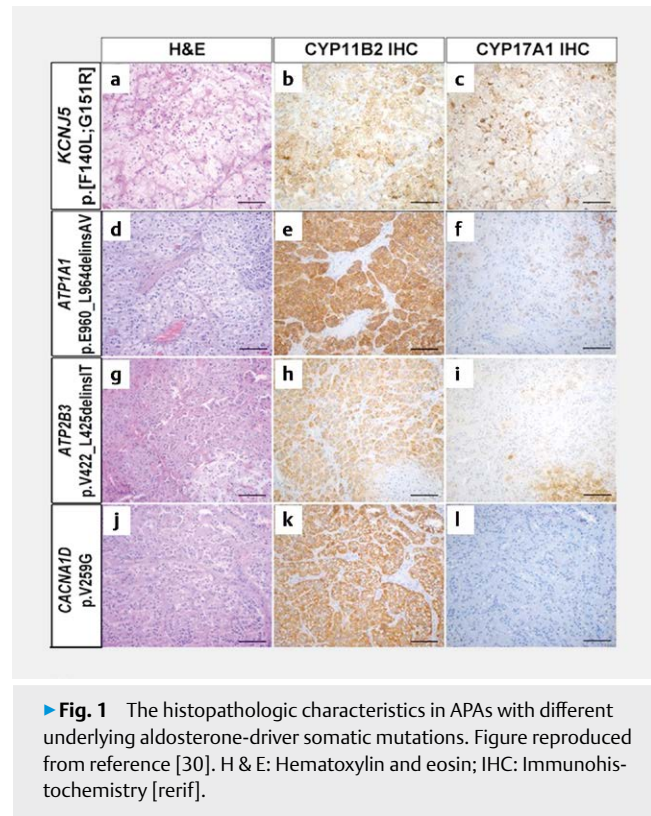 H&E CYP11B2 IHC CYP17A1 IHC
KCNJ5
p.[F140L;G151R]
a b c
ATP1A1
p.E960_L964delinsAV
d e f
ATP2B3
p.V422_L425delinsIT
g h i
CACNA1D
p.V259G
j k l
▶Fig. 1 The histopathologic characteristics in APAs with different
underlying aldosterone-driver somatic mutations. Figure reproduced
from reference [30]. H & E: Hematoxylin and eosin; IHC: Immunohis-
tochemistry [rerif].